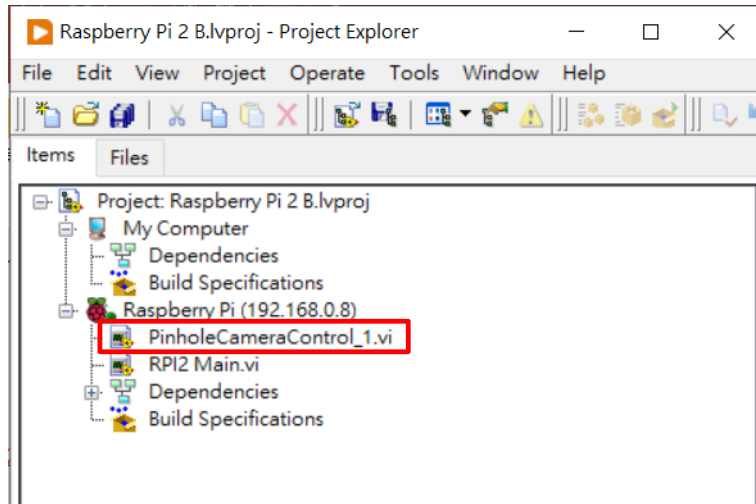 Raspberry Pi 2 B.lvproj - Project Explorer
File Edit View Project Operate Tools Window Help
Items Files
Project: Raspberry Pi 2 B.lvproj
My Computer
Dependencies
Build Specifications
Raspberry Pi (192.168.0.8)
PinholeCameraControl_1.vi
RPI2 Main.vi
Dependencies
Build Specifications